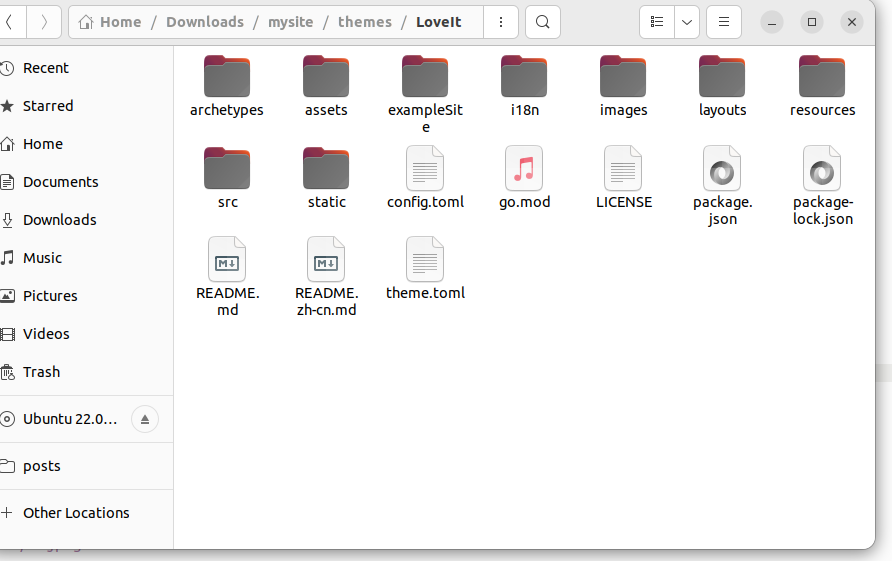 Home / Downloads / mysite / themes / LoveIt
Recent
Starred
Home
Documents
Downloads
Music
Pictures
Videos
Trash
Ubuntu 22.0…
posts
Other Locations
archetypes
assets
exampleSit
e
i18n
images
layouts
resources
src
static
config.toml
go.mod
LICENSE
package.
json
package-
lock.json
M↓
README.
md
M↓
README.
zh-cn.md
theme.toml